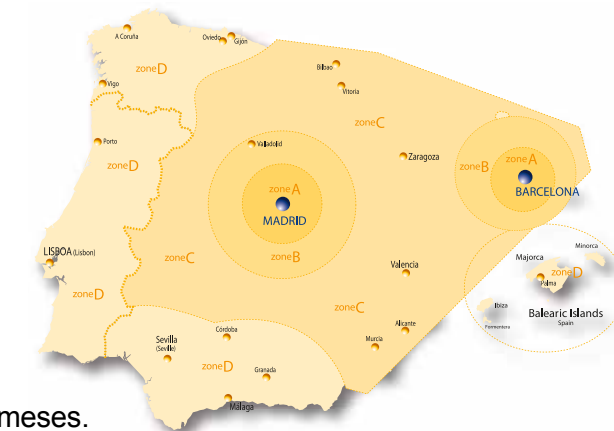 A Coruña
Oviedo
Gijón
zoneD
Vigo
Bilbao
Vitoria
zoneC
Porto
zoneD
Valladolid
Zaragoza
zoneA
MADRID
zoneB
zoneA
BARCELONA
zoneB
LISBOA (Lisbon)
zoneC
zoneD
Valencia
zoneC
Alicante
Murcia
Majorca
Minorca
zoneD
Palma
Ibiza
Formentera
Balearic Islands
Spain
Sevilla
(Seville)
Córdoba
zoneD
Granada
Málaga
meses.